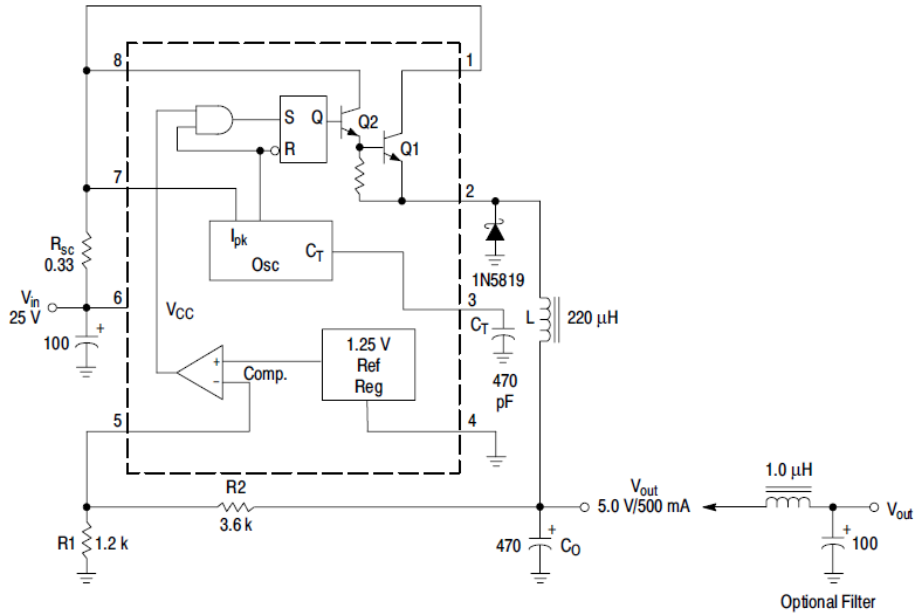 8
1
S Q
Q2
R
Q1
7
2
Rsc
0.33
Ipk
CT
Osc
1N5819
Vin
25 V
6
VCC
3
CT
L
220 µH
100
+
470
pF
+
–
Comp.
1.25 V
Ref
Reg
5
4
R2
3.6 k
R1
1.2 k
Vout
5.0 V/500 mA
1.0 µH
Vout
470
+
CO
+
100
Optional Filter